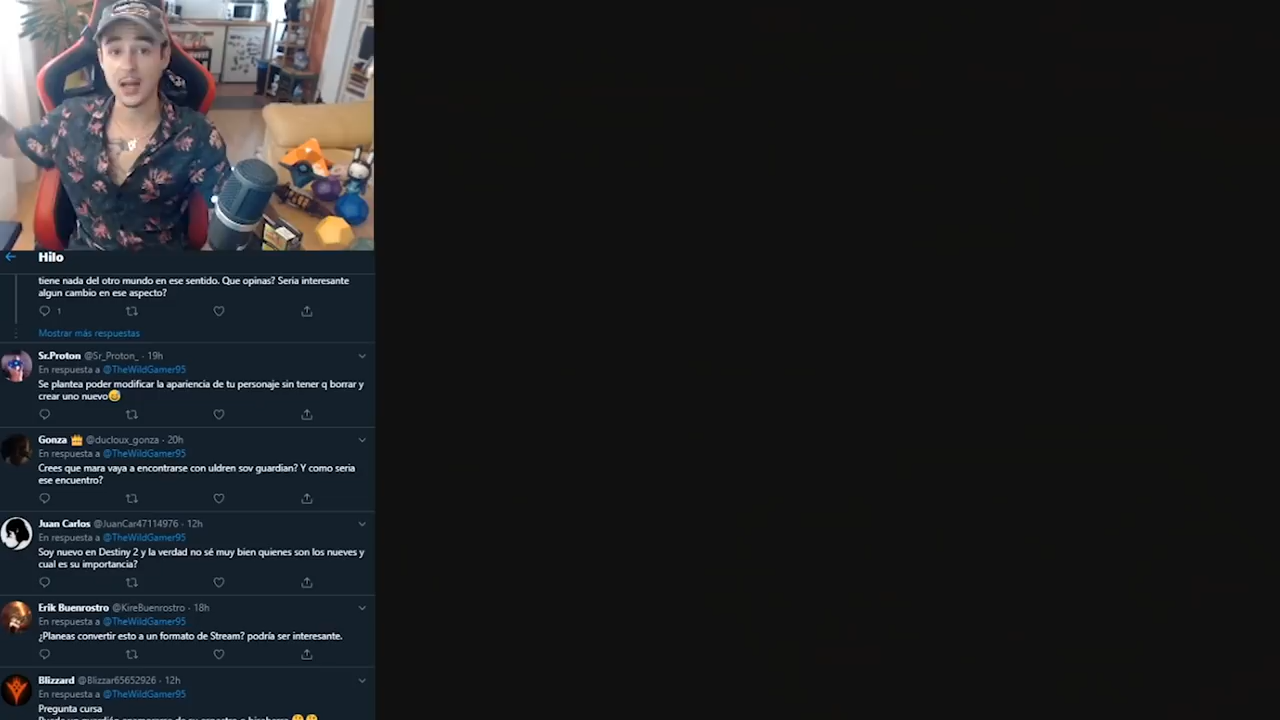 Hilo
tiene nada del otro mundo en ese sentido. Que opinas? Seria interesante
algun cambio en ese aspecto?
1
Mostrar más respuestas
Sr.Proton @Sr_Proton_ · 19h
En respuesta a @TheWildGamer95
Se plantea poder modificar la apariencia de tu personaje sin tener q borrar y
crear uno nuevo😅
Gonza 👑 @ducloux_gonza · 20h
En respuesta a @TheWildGamer95
Crees que mara vaya a encontrarse con uldren sov guardian? Y como seria
ese encuentro?
Juan Carlos @JuanCar47114976 · 12h
En respuesta a @TheWildGamer95
Soy nuevo en Destiny 2 y la verdad no sé muy bien quienes son los nueves y
cual es su importancia?
Erik Buenrostro @KireBuenrostro · 18h
En respuesta a @TheWildGamer95
¿Planeas convertir esto a un formato de Stream? podría ser interesante.
Blizzard @Blizzar65652926 · 12h
En respuesta a @TheWildGamer95
Pregunta cursa